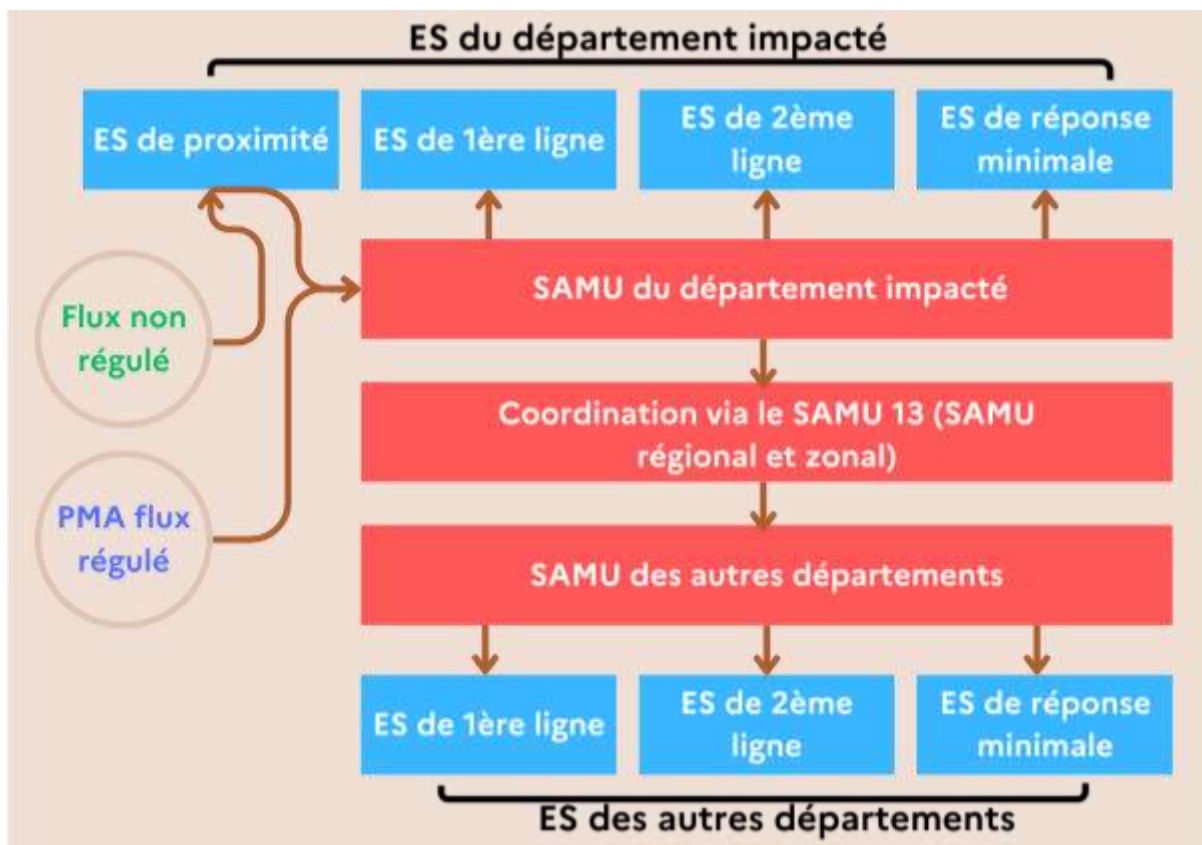 ES du département impacté
ES de proximité
ES de 1ère ligne
ES de 2ème
ligne
ES de réponse
minimale
SAMU du département impacté
Flux non
régulé
Coordination via le SAMU 13 (SAMU
régional et zonal)
PMA flux
régulé
SAMU des autres départements
ES de 1ère ligne
ES de 2ème
ligne
ES de réponse
minimale
ES des autres départements